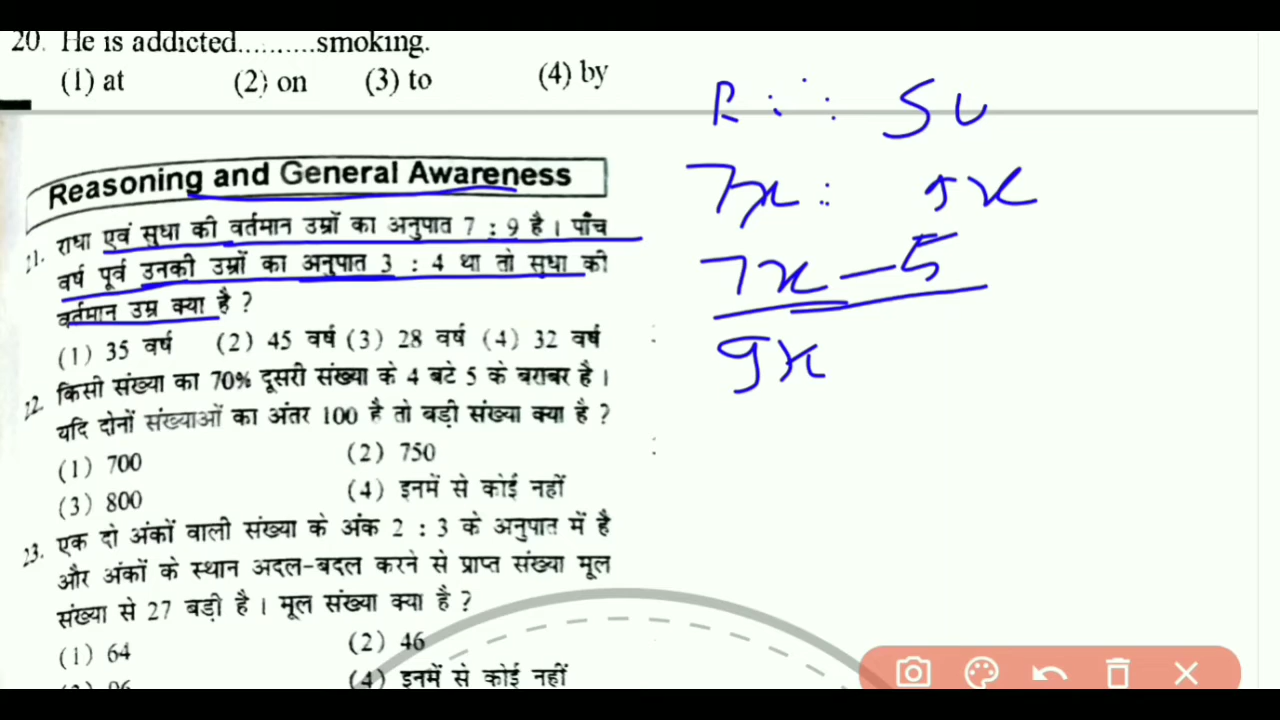 20. He is addicted..........smoking.
(1) at (2) on (3) to (4) by
Reasoning and General Awareness
21. राधा एवं सुधा की वर्तमान उम्रों का अनुपात 7 : 9 है। पाँच
वर्ष पूर्व उनकी उम्रों का अनुपात 3 : 4 था तो सुधा की
वर्तमान उम्र क्या है ?
(1) 35 वर्ष (2) 45 वर्ष (3) 28 वर्ष (4) 32 वर्ष
22. किसी संख्या का 70% दूसरी संख्या के 4 बटे 5 के बराबर है।
यदि दोनों संख्याओं का अंतर 100 है तो बड़ी संख्या क्या है ?
(1) 700 (2) 750
(3) 800 (4) इनमें से कोई नहीं
23. एक दो अंकों वाली संख्या के अंक 2 : 3 के अनुपात में है
और अंकों के स्थान अदल-बदल करने से प्राप्त संख्या मूल
संख्या से 27 बड़ी है। मूल संख्या क्या है ?
(1) 64 (2) 46
(4) इनमें से कोई नहीं
R : : SU
7x : 9x
7x - 5
9x